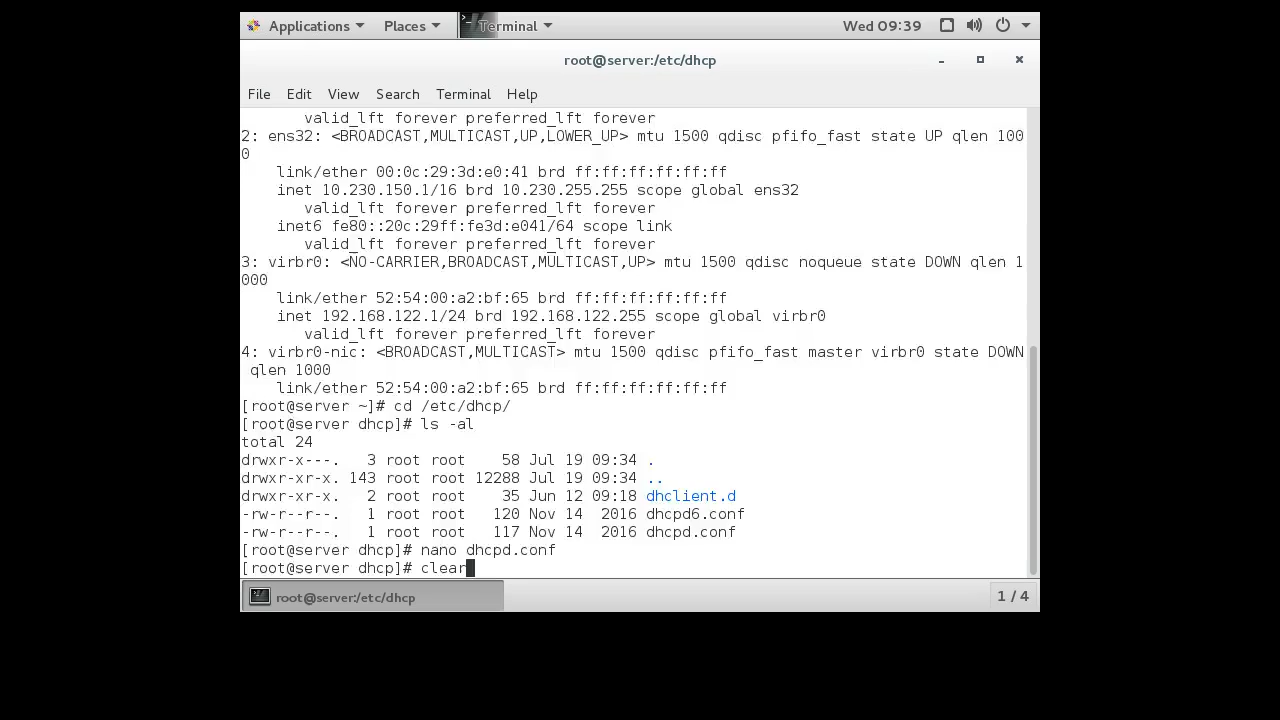 Applications Places Terminal Wed 09:39
root@server:/etc/dhcp
File Edit View Search Terminal Help
valid_lft forever preferred_lft forever
2: ens32: <BROADCAST,MULTICAST,UP,LOWER_UP> mtu 1500 qdisc pfifo_fast state UP qlen 100
0
link/ether 00:0c:29:3d:e0:41 brd ff:ff:ff:ff:ff:ff
inet 10.230.150.1/16 brd 10.230.255.255 scope global ens32
valid_lft forever preferred_lft forever
inet6 fe80::20c:29ff:fe3d:e041/64 scope link
valid_lft forever preferred_lft forever
3: virbr0: <NO-CARRIER,BROADCAST,MULTICAST,UP> mtu 1500 qdisc noqueue state DOWN qlen 1
000
link/ether 52:54:00:a2:bf:65 brd ff:ff:ff:ff:ff:ff
inet 192.168.122.1/24 brd 192.168.122.255 scope global virbr0
valid_lft forever preferred_lft forever
4: virbr0-nic: <BROADCAST,MULTICAST> mtu 1500 qdisc pfifo_fast master virbr0 state DOWN
qlen 1000
link/ether 52:54:00:a2:bf:65 brd ff:ff:ff:ff:ff:ff
[root@server ~]# cd /etc/dhcp/
[root@server dhcp]# ls -al
total 24
drwxr-x---. 3 root root 58 Jul 19 09:34 .
drwxr-xr-x. 143 root root 12288 Jul 19 09:34 ..
drwxr-xr-x. 2 root root 35 Jun 12 09:18 dhclient.d
-rw-r--r--. 1 root root 120 Nov 14 2016 dhcpd6.conf
-rw-r--r--. 1 root root 117 Nov 14 2016 dhcpd.conf
[root@server dhcp]# nano dhcpd.conf
[root@server dhcp]# clear
root@server:/etc/dhcp 1 / 4